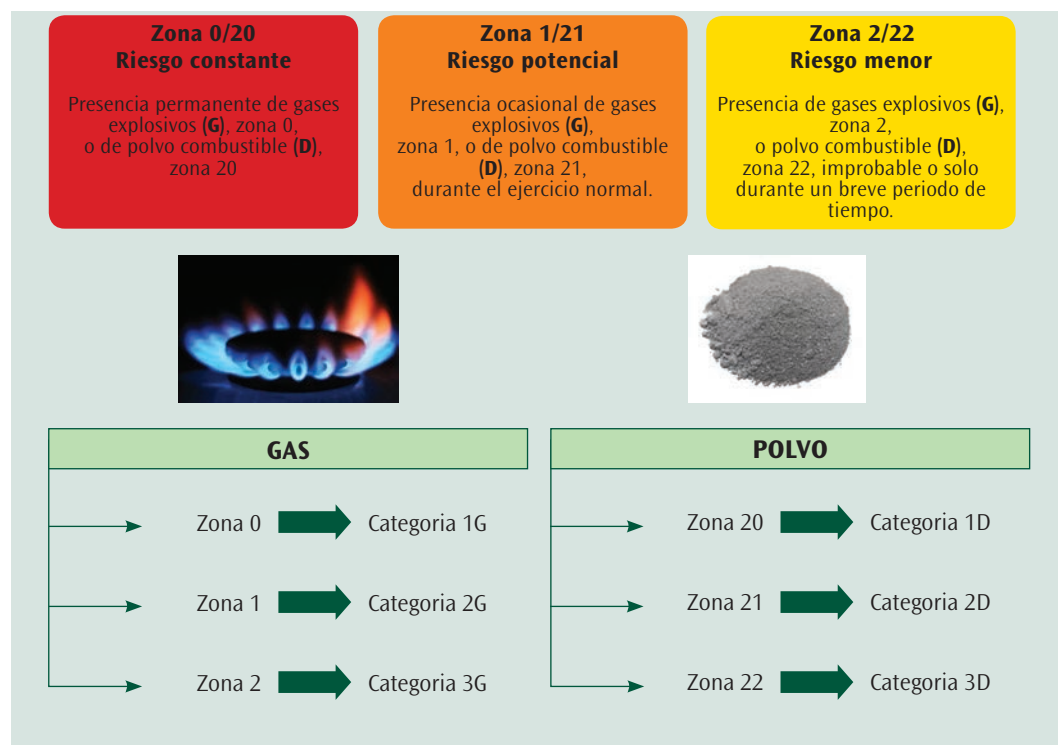 Zona 0/20
Riesgo constante
Presencia permanente de gases
explosivos (G), zona 0,
o de polvo combustible (D),
zona 20
Zona 1/21
Riesgo potencial
Presencia ocasional de gases
explosivos (G),
zona 1, o de polvo combustible
(D), zona 21,
durante el ejercicio normal.
Zona 2/22
Riesgo menor
Presencia de gases explosivos (G),
zona 2,
o polvo combustible (D),
zona 22, improbable o solo
durante un breve periodo de
tiempo.
GAS
Zona 0 Categoria 1G
Zona 1 Categoria 2G
Zona 2 Categoria 3G
POLVO
Zona 20 Categoria 1D
Zona 21 Categoria 2D
Zona 22 Categoria 3D